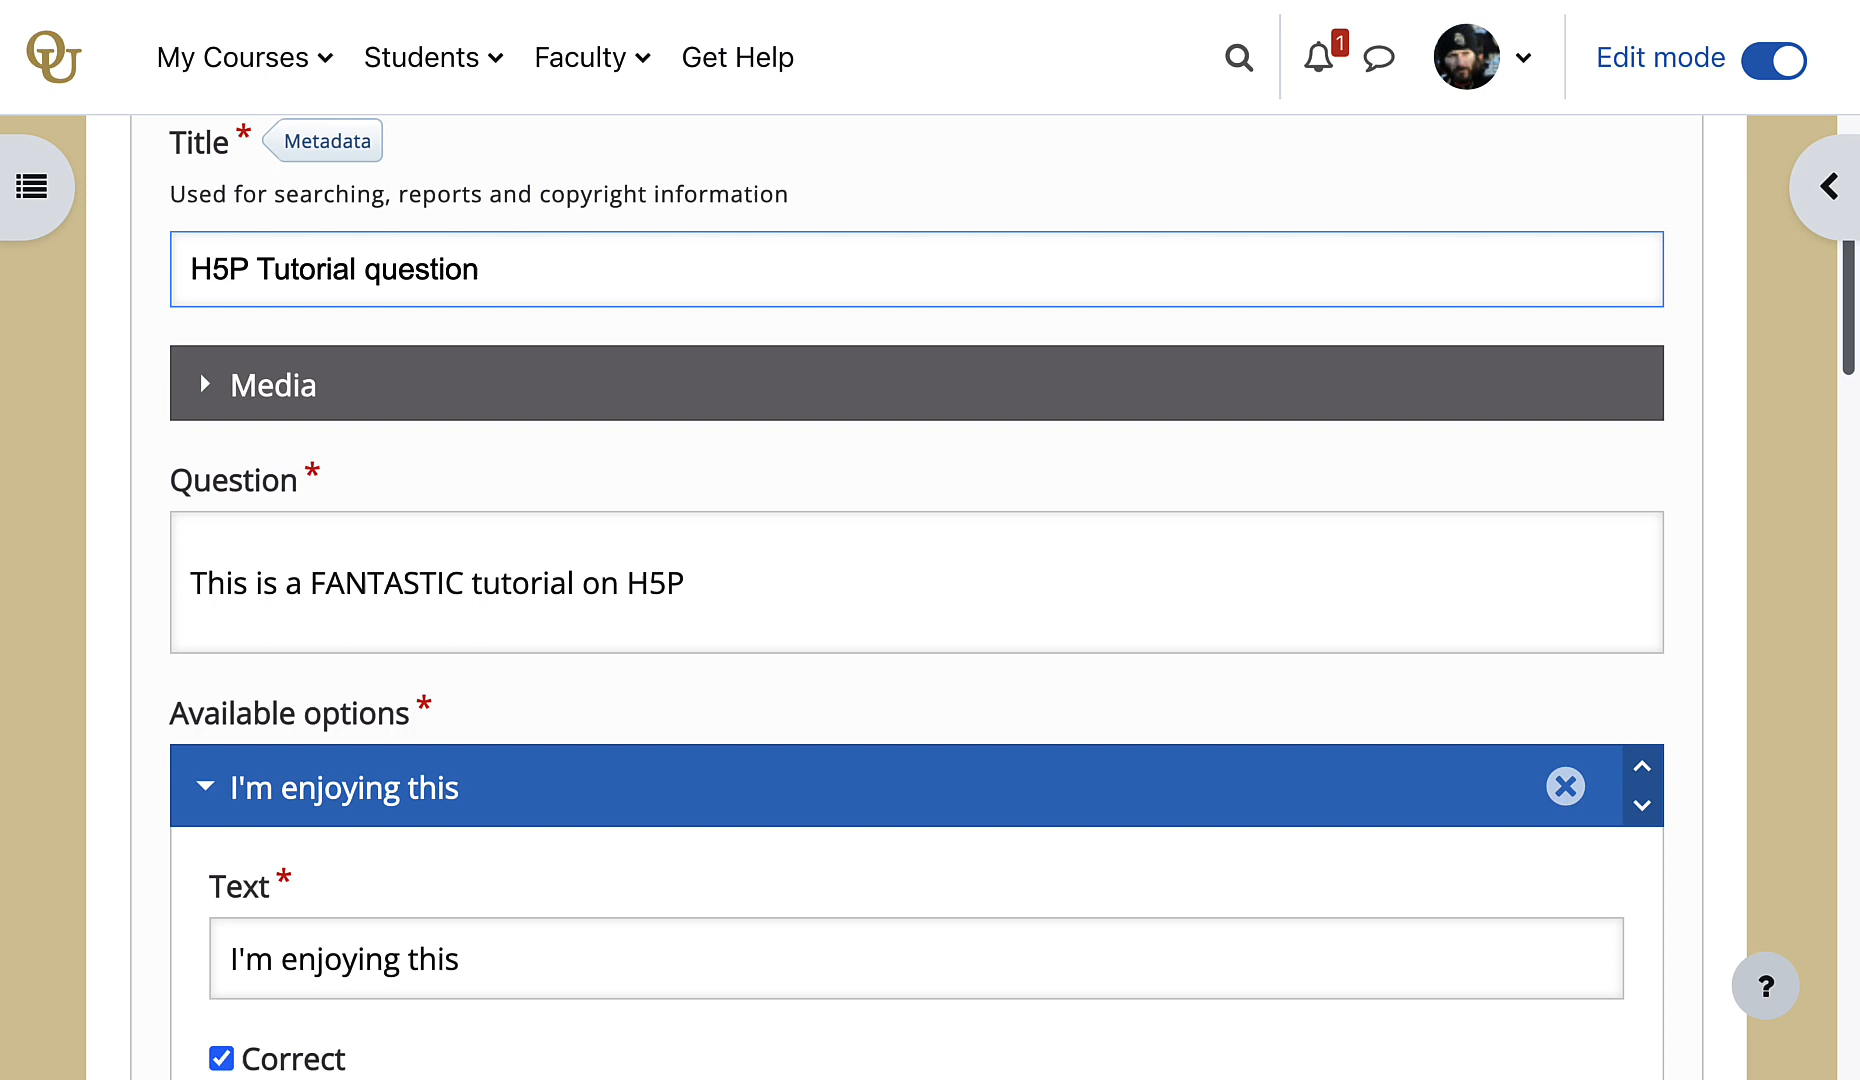 OU
My Courses Students Faculty Get Help 1 Edit mode
Title * Metadata
Used for searching, reports and copyright information
H5P Tutorial question
Media
Question *
This is a FANTASTIC tutorial on H5P
Available options *
I'm enjoying this
Text *
I'm enjoying this
?
Correct